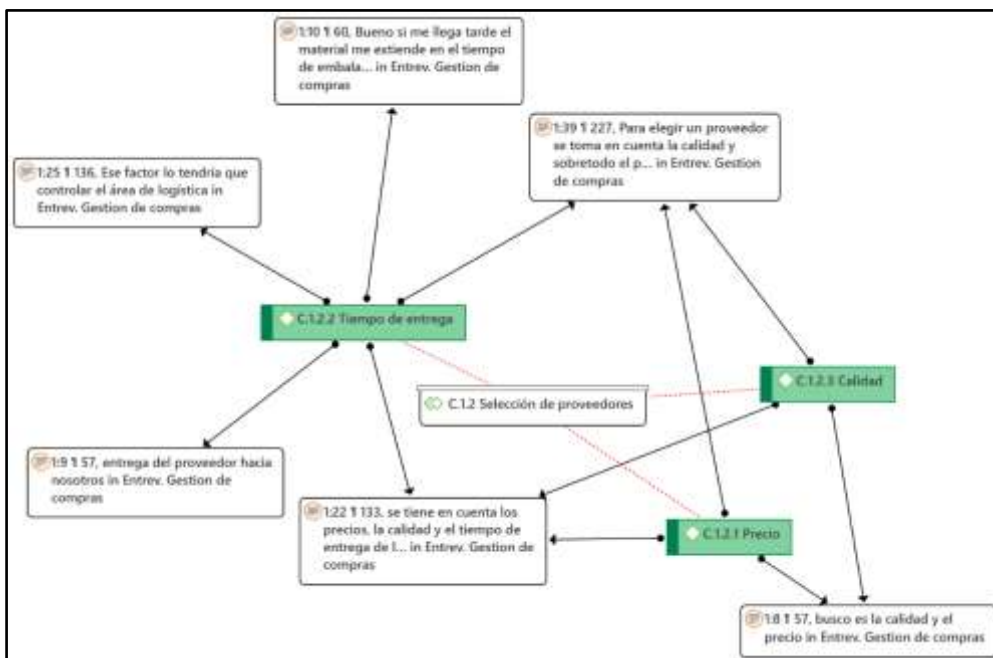 1:10 ¶ 60, Bueno si me llega tarde el
material me extiende en el tiempo
de embala... in Entrev. Gestion de
compras
1:39 ¶ 227, Para elegir un proveedor
se toma en cuenta la calidad y
sobretodo el p... in Entrev. Gestion
de compras
1:25 ¶ 136, Ese factor lo tendría que
controlar el área de logística in
Entrev. Gestion de compras
C.1.2.2 Tiempo de entrega
C.1.2.3 Calidad
C.1.2 Selección de proveedores
1:9 ¶ 57, entrega del proveedor hacia
nosotros in Entrev. Gestion de
compras
1:22 ¶ 133, se tiene en cuenta los
precios, la calidad y el tiempo de
entrega de l... in Entrev. Gestion de
compras
C.1.2.1 Precio
1:8 ¶ 57, busco es la calidad y el
precio in Entrev. Gestion de compras